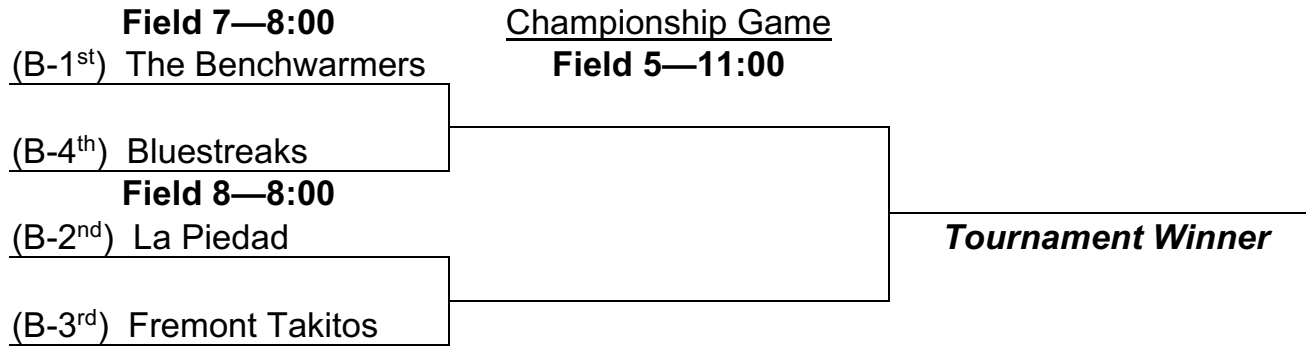 Field 7—8:00 Championship Game
(B-1st) The Benchwarmers Field 5—11:00
(B-4th) Bluestreaks
Field 8—8:00
(B-2nd) La Piedad Tournament Winner
(B-3rd) Fremont Takitos